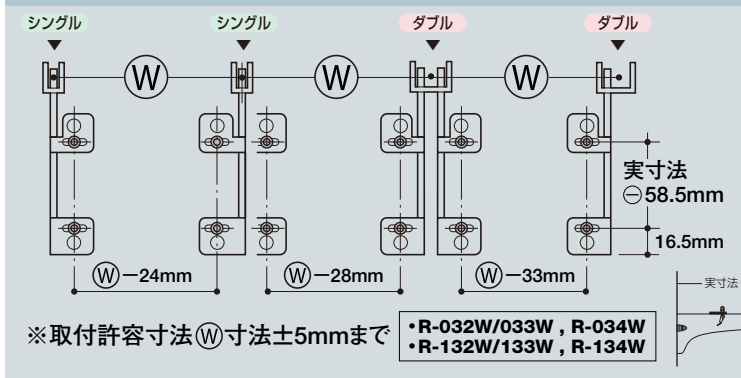 シングル シングル ダブル ダブル
W W W
実寸法
⊖58.5mm
16.5mm
Ⓦ−24mm Ⓦ−28mm Ⓦ−33mm
実寸法
※取付許容寸法Ⓦ寸法士5mmまで
・R-032W/033W , R-034W
・R-132W/133W , R-134W